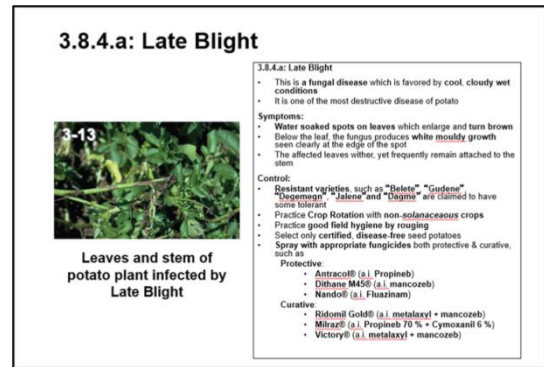 3.8.4.a: Late Blight
3-13
Leaves and stem of
potato plant infected by
Late Blight
3.8.4.a: Late Blight
• This is a fungal disease which is favored by cool, cloudy wet
conditions
• It is one of the most destructive disease of potato
Symptoms:
• Water soaked spots on leaves which enlarge and turn brown
• Below the leaf, the fungus produces white mouldy growth
seen clearly at the edge of the spot
• The affected leaves wither, yet frequently remain attached to the
stem
Control:
• Resistant varieties, such as "Belete", "Gudene",
"Degemegn", "Jalene"and "Dagme" are claimed to have
some tolerant
• Practice Crop Rotation with non-solanaceous crops
• Practice good field hygiene by rouging
• Select only certified, disease-free seed potatoes
• Spray with appropriate fungicides both protective & curative,
such as
Protective:
• Antracol® (a.i. Propineb)
• Dithane M45® (a.i. mancozeb)
• Nando® (a.i. Fluazinam)
Curative:
• Ridomil Gold® (a.i. metalaxyl + mancozeb)
• Milraz® (a.i. Propineb 70 % + Cymoxanil 6 %)
• Victory® (a.i. metalaxyl + mancozeb)